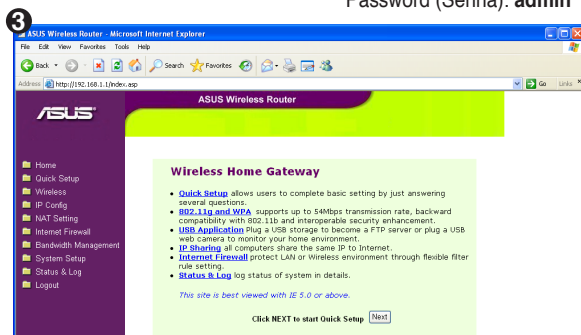 Password (Senha): admin
3
ASUS Wireless Router - Microsoft Internet Explorer
File Edit View Favorites Tools Help
Back Search Favorites
Address http://192.168.1.1/index.asp Go Links
ASUS Wireless Router
ASUS
Home
Quick Setup
Wireless
IP Config
NAT Setting
Internet Firewall
Bandwidth Management
System Setup
Status & Log
Logout
Wireless Home Gateway
Quick Setup allows users to complete basic setting by just answering
several questions.
802.11g and WPA supports up to 54Mbps transmission rate, backward
compatibility with 802.11b and interoperable security enhancement.
USB Application Plug a USB storage to become a FTP server or plug a USB
web camera to monitor your home environment.
IP Sharing all computers share the same IP to Internet.
Internet Firewall protect LAN or Wireless environment through flexible filter
rule setting.
Status & Log log status of system in details.
This site is best viewed with IE 5.0 or above.
Click NEXT to start Quick Setup Next